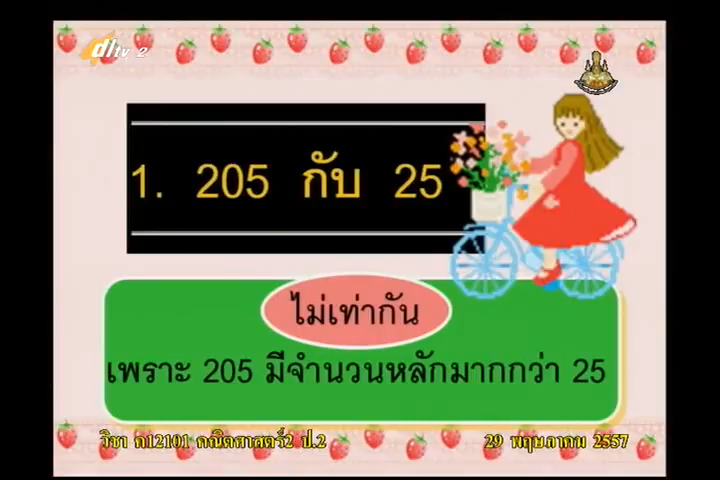 dltv 2
1. 205 กับ 25
ไม่เท่ากัน
เพราะ 205 มีจำนวนหลักมากกว่า 25
วิชา ค12101 คณิตศาสตร์2 ป.2
29 พฤษภาคม 2557